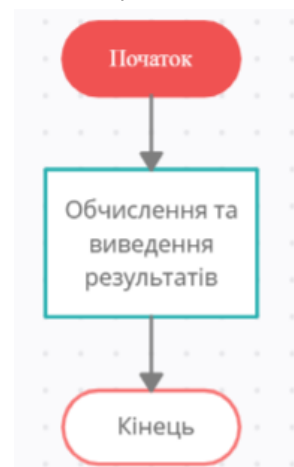 Початок
Обчислення та
виведення
результатів
Кінець